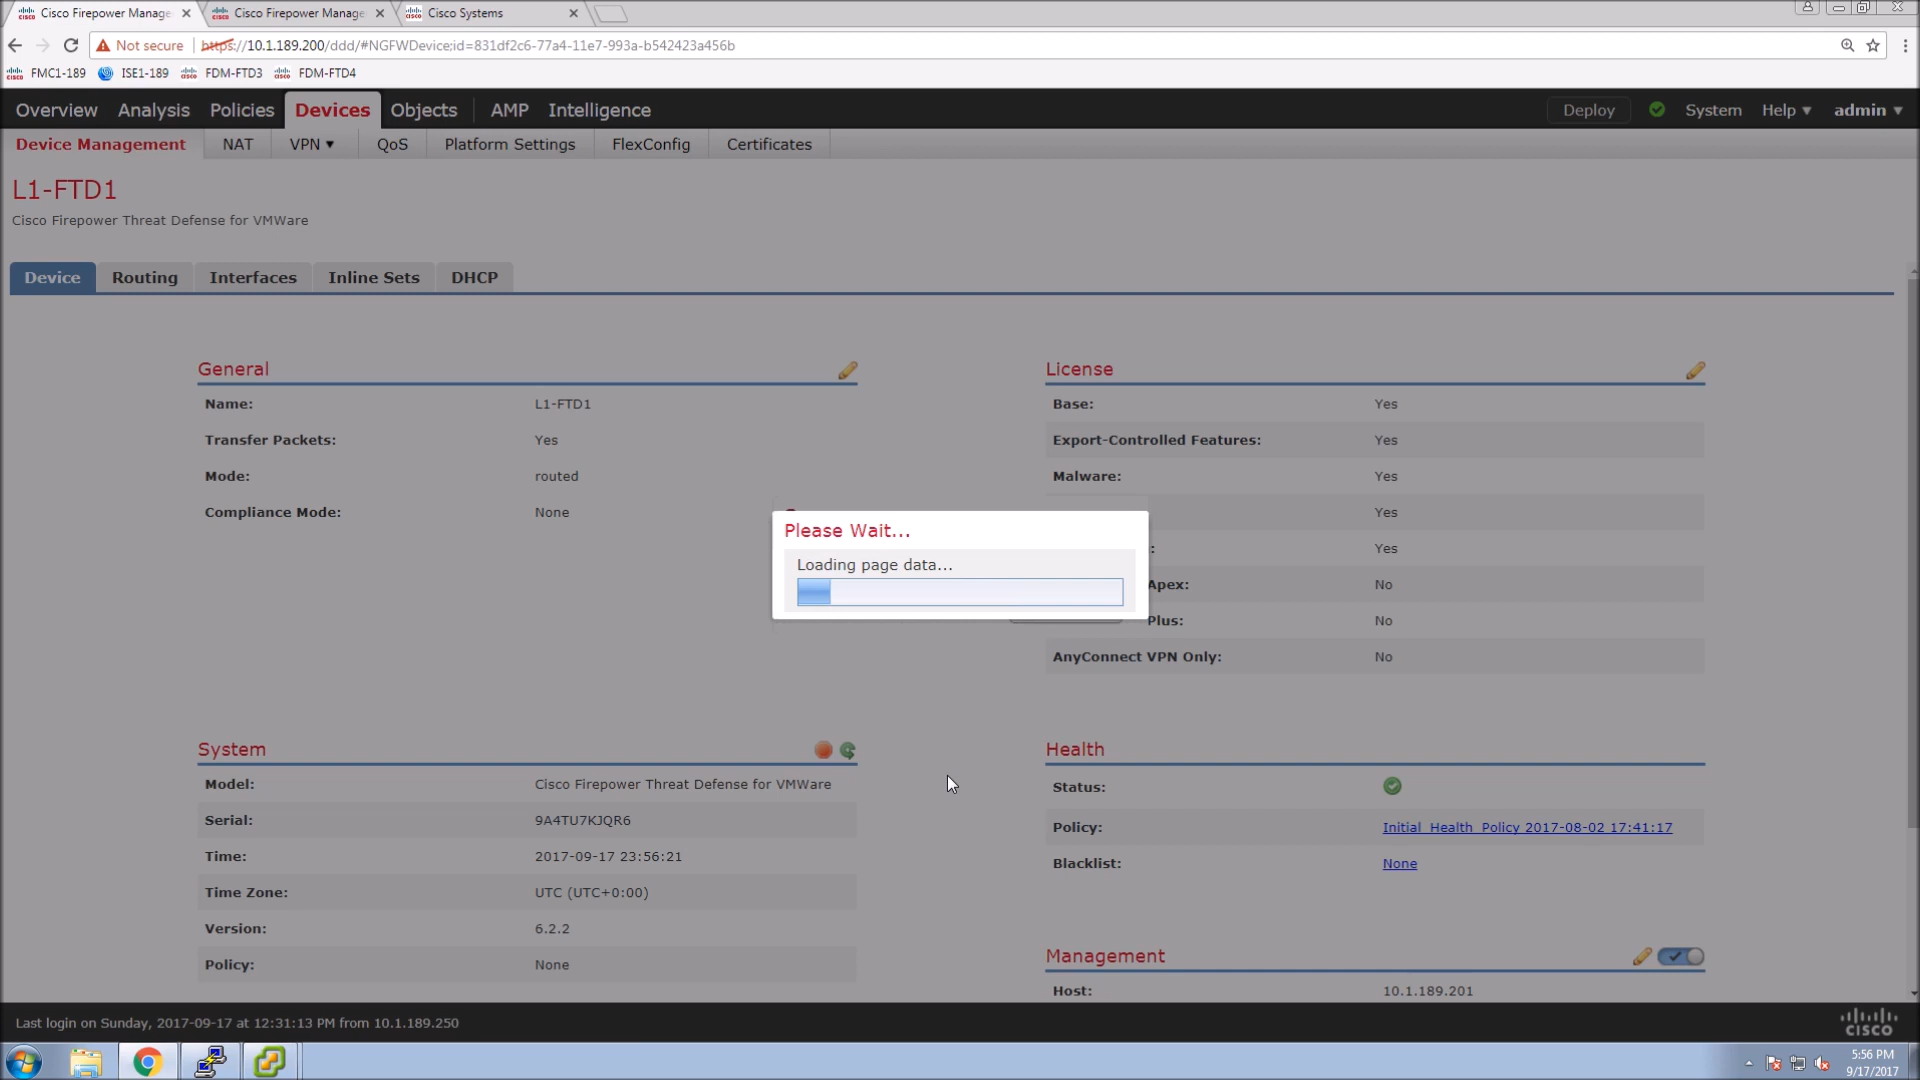 Cisco Firepower Manage
Cisco Firepower Manage
Cisco Systems
Not secure
https://10.1.189.200/ddd/#NGFWDevice;id=831df2c6-77a4-11e7-993a-b542423a456b
FMC1-189
ISE1-189
FDM-FTD3
FDM-FTD4
Overview Analysis Policies Devices Objects AMP Intelligence
Deploy System Help ▼ admin ▼
Device Management NAT VPN ▼ QoS Platform Settings FlexConfig Certificates
L1-FTD1
Cisco Firepower Threat Defense for VMWare
Device Routing Interfaces Inline Sets DHCP
General
Name: L1-FTD1
Transfer Packets: Yes
Mode: routed
Compliance Mode: None
License
Base: Yes
Export-Controlled Features: Yes
Malware: Yes
Yes
: Yes
Apex: No
Plus: No
AnyConnect VPN Only: No
Please Wait...
Loading page data...
System
Model: Cisco Firepower Threat Defense for VMWare
Serial: 9A4TU7KJQR6
Time: 2017-09-17 23:56:21
Time Zone: UTC (UTC+0:00)
Version: 6.2.2
Policy: None
Health
Status:
Policy: Initial_Health_Policy 2017-08-02 17:41:17
Blacklist: None
Management
Host: 10.1.189.201
Last login on Sunday, 2017-09-17 at 12:31:13 PM from 10.1.189.250
CISCO
5:56 PM
9/17/2017